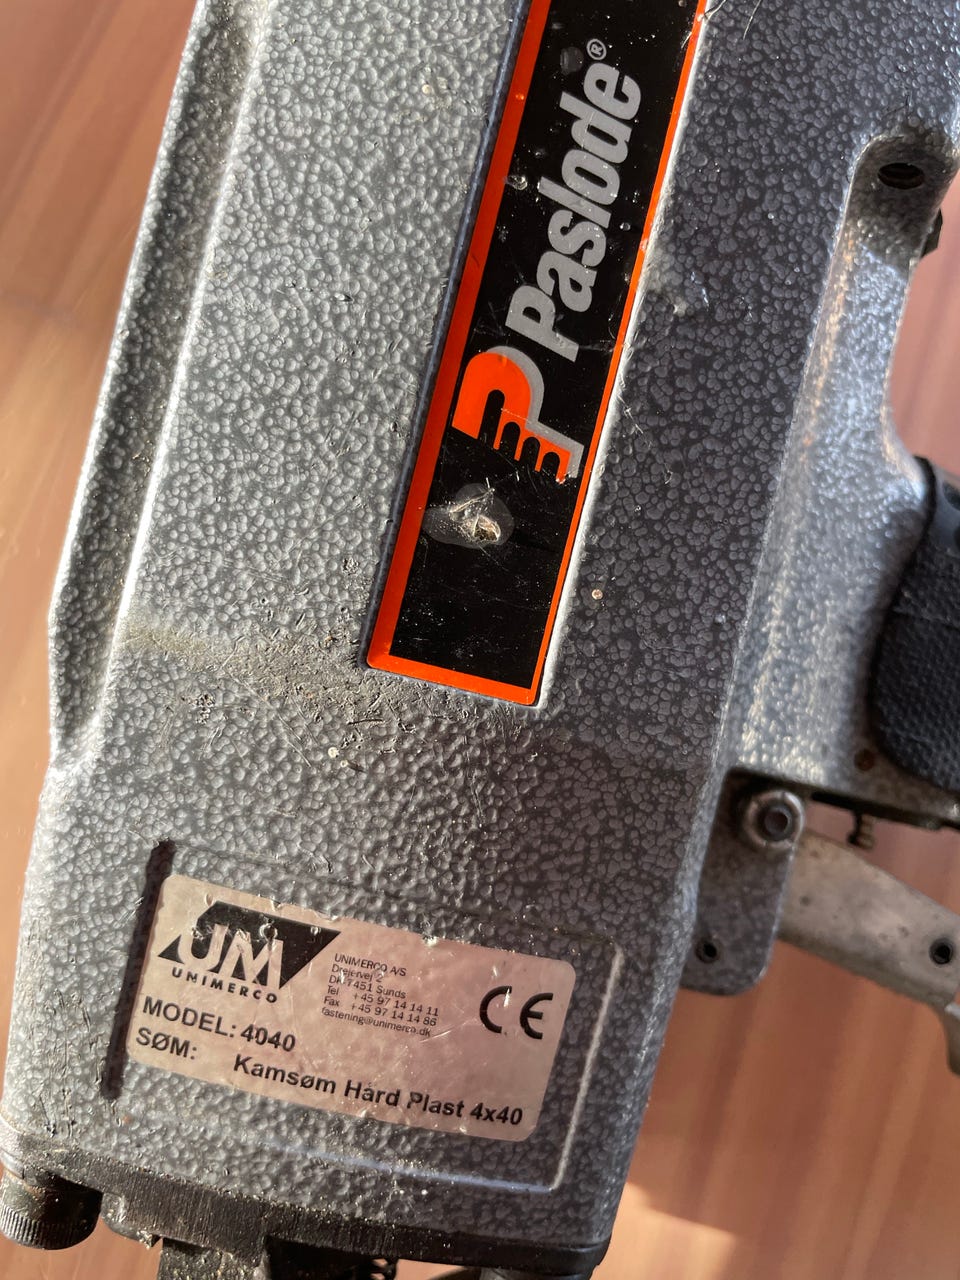 Paslode®
UM
UNIMERCO
UNIMERCO A/S
Drejervej 2
DK 7451 Sunds
Tel +45 97 14 14 11
Fax +45 97 14 14 86
fastening@unimerco.dk
CE
MODEL: 4040
SØM: Kamsøm Hård Plast 4x40